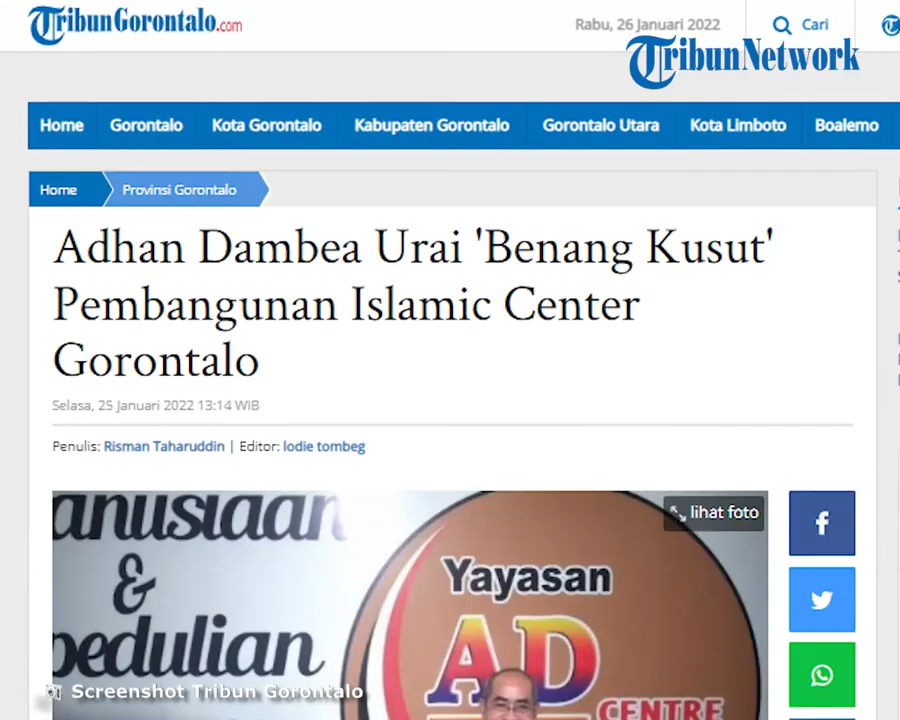 TribunGorontalo.com
Rabu, 26 Januari 2022
Cari
TribunNetwork
Home Gorontalo Kota Gorontalo Kabupaten Gorontalo Gorontalo Utara Kota Limboto Boalemo
Home Provinsi Gorontalo
Adhan Dambea Urai 'Benang Kusut'
Pembangunan Islamic Center
Gorontalo
Selasa, 25 Januari 2022 13:14 WIB
Penulis: Risman Taharuddin | Editor: lodie tombeg
lihat foto
anusiaan
&
pedulian
Yayasan
AD
CENTRE
Screenshot Tribun Gorontalo